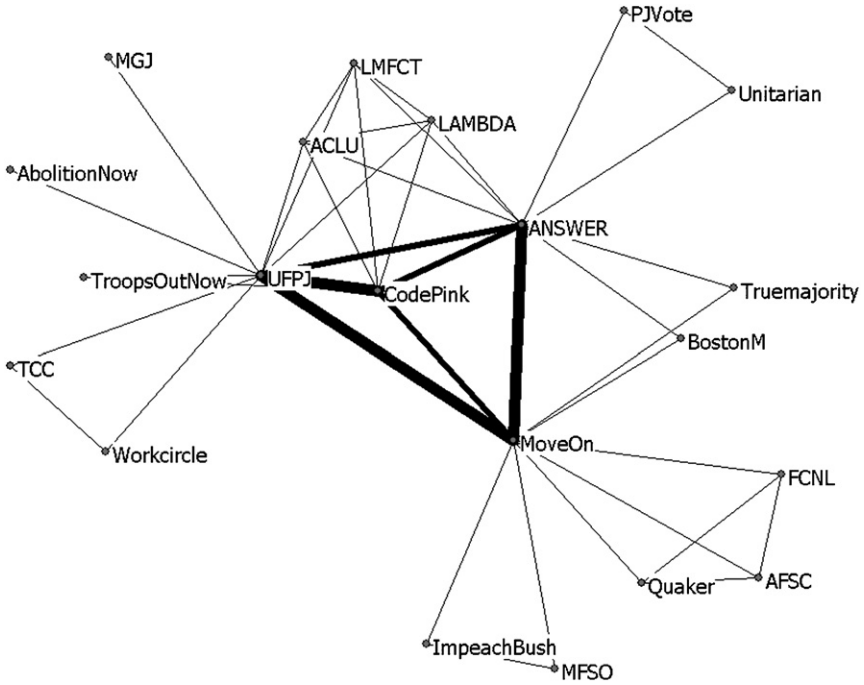 PJVote
MGJ
LMFCT
Unitarian
LAMBDA
ACLU
AbolitionNow
ANSWER
TroopsOutNow
UFPJ
CodePink
Truemajority
BostonM
TCC
MoveOn
Workcircle
FCNL
Quaker
AFSC
ImpeachBush
MFSO